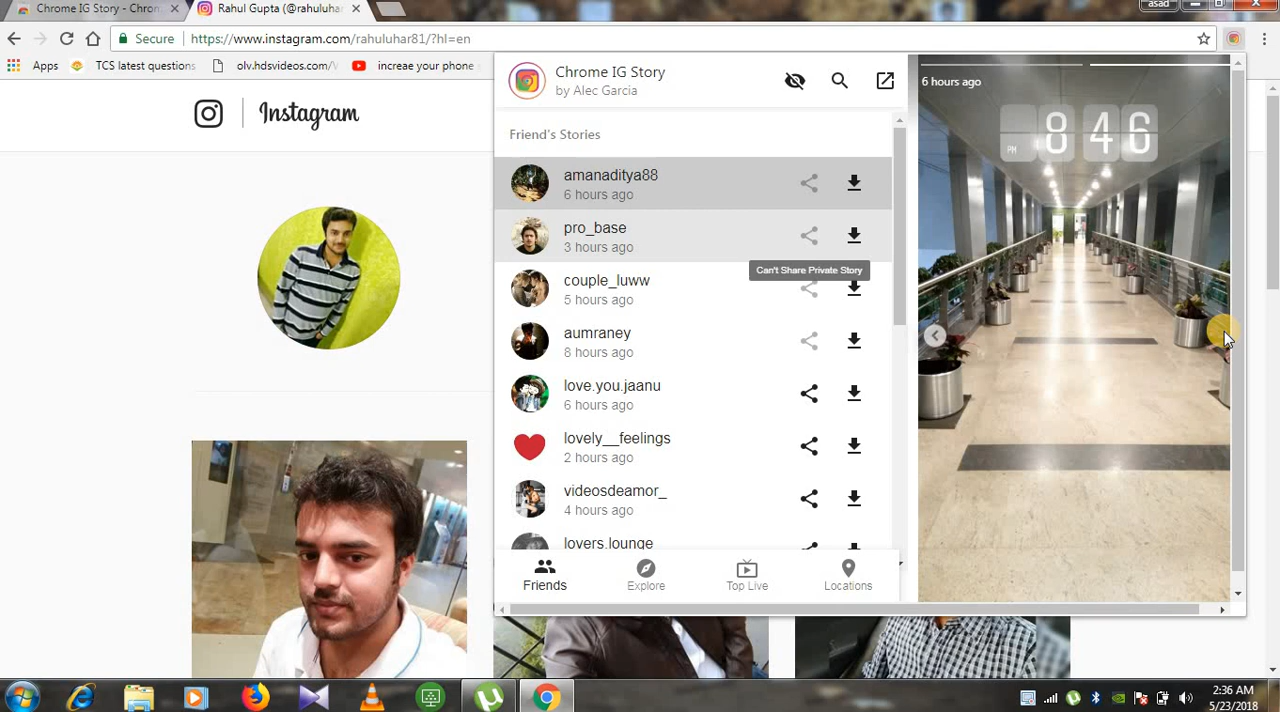 asad
Chrome IG Story - Chron
Rahul Gupta (@rahuluhar
Secure
https://www.instagram.com/rahuluhar81/?hl=en
Apps
TCS latest questions
olv.hdsvideos.com/V
increae your phone
Instagram
Chrome IG Story
by Alec Garcia
Friend's Stories
amanaditya88
6 hours ago
pro_base
3 hours ago
Can't Share Private Story
couple_luww
5 hours ago
aumraney
8 hours ago
love.you.jaanu
6 hours ago
lovely__feelings
2 hours ago
videosdeamor_
4 hours ago
lovers.lounge
Friends
Explore
Top Live
Locations
6 hours ago
PM 8 46
2:36 AM
5/23/2018